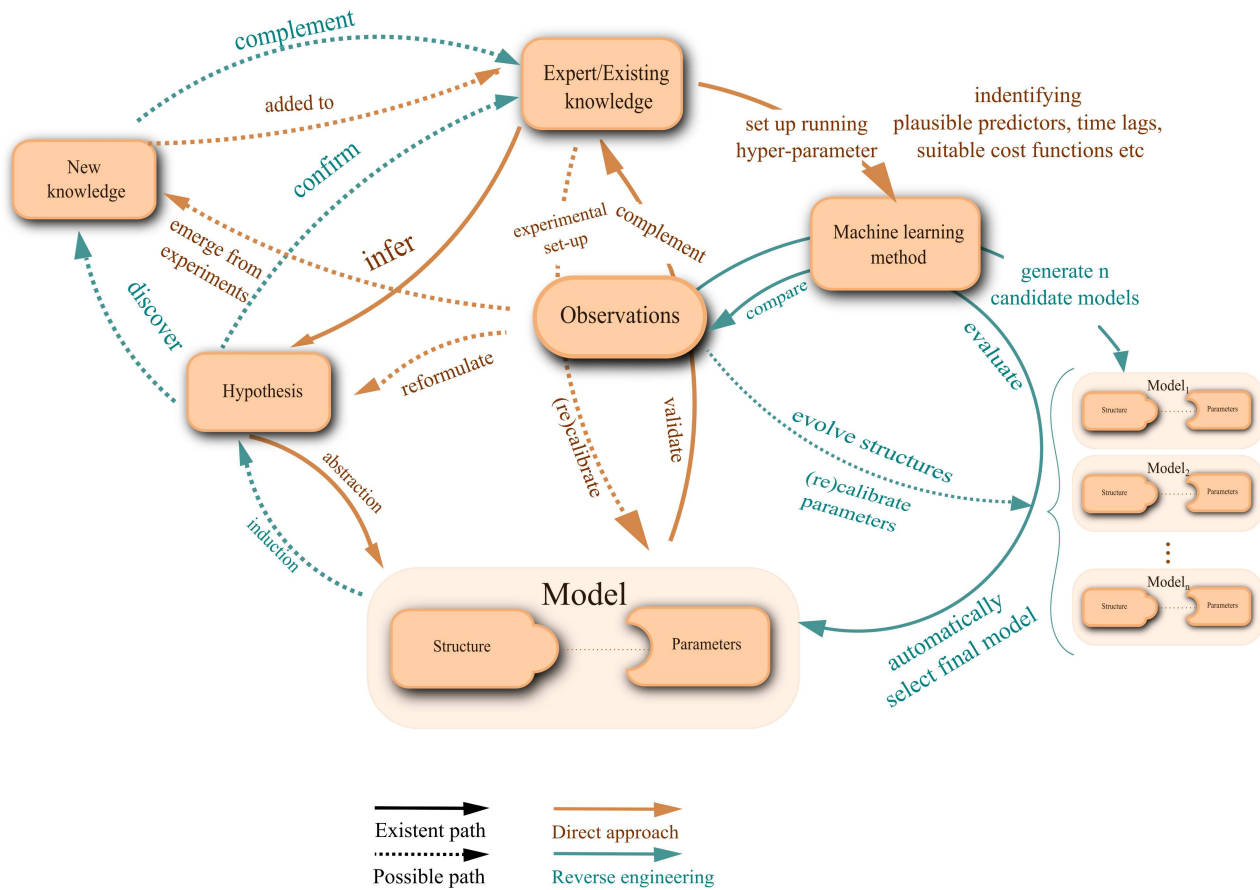 complement
added to
confirm
Expert/Existing
knowledge
set up running
hyper-parameter
indentifying
plausible predictors, time lags,
suitable cost functions etc
New
knowledge
emerge from
experiments
discover
infer
experimental
set-up
complement
Machine learning
method
generate n
candidate models
Observations
compare
evaluate
Hypothesis
reformulate
(re)calibrate
validate
evolve structures
(re)calibrate
parameters
abstraction
induction
Model
Structure
Parameters
automatically
select final model
Model1
Structure
Parameters
Model2
Structure
Parameters
Modeln
Structure
Parameters
Existent path
Direct approach
Possible path
Reverse engineering